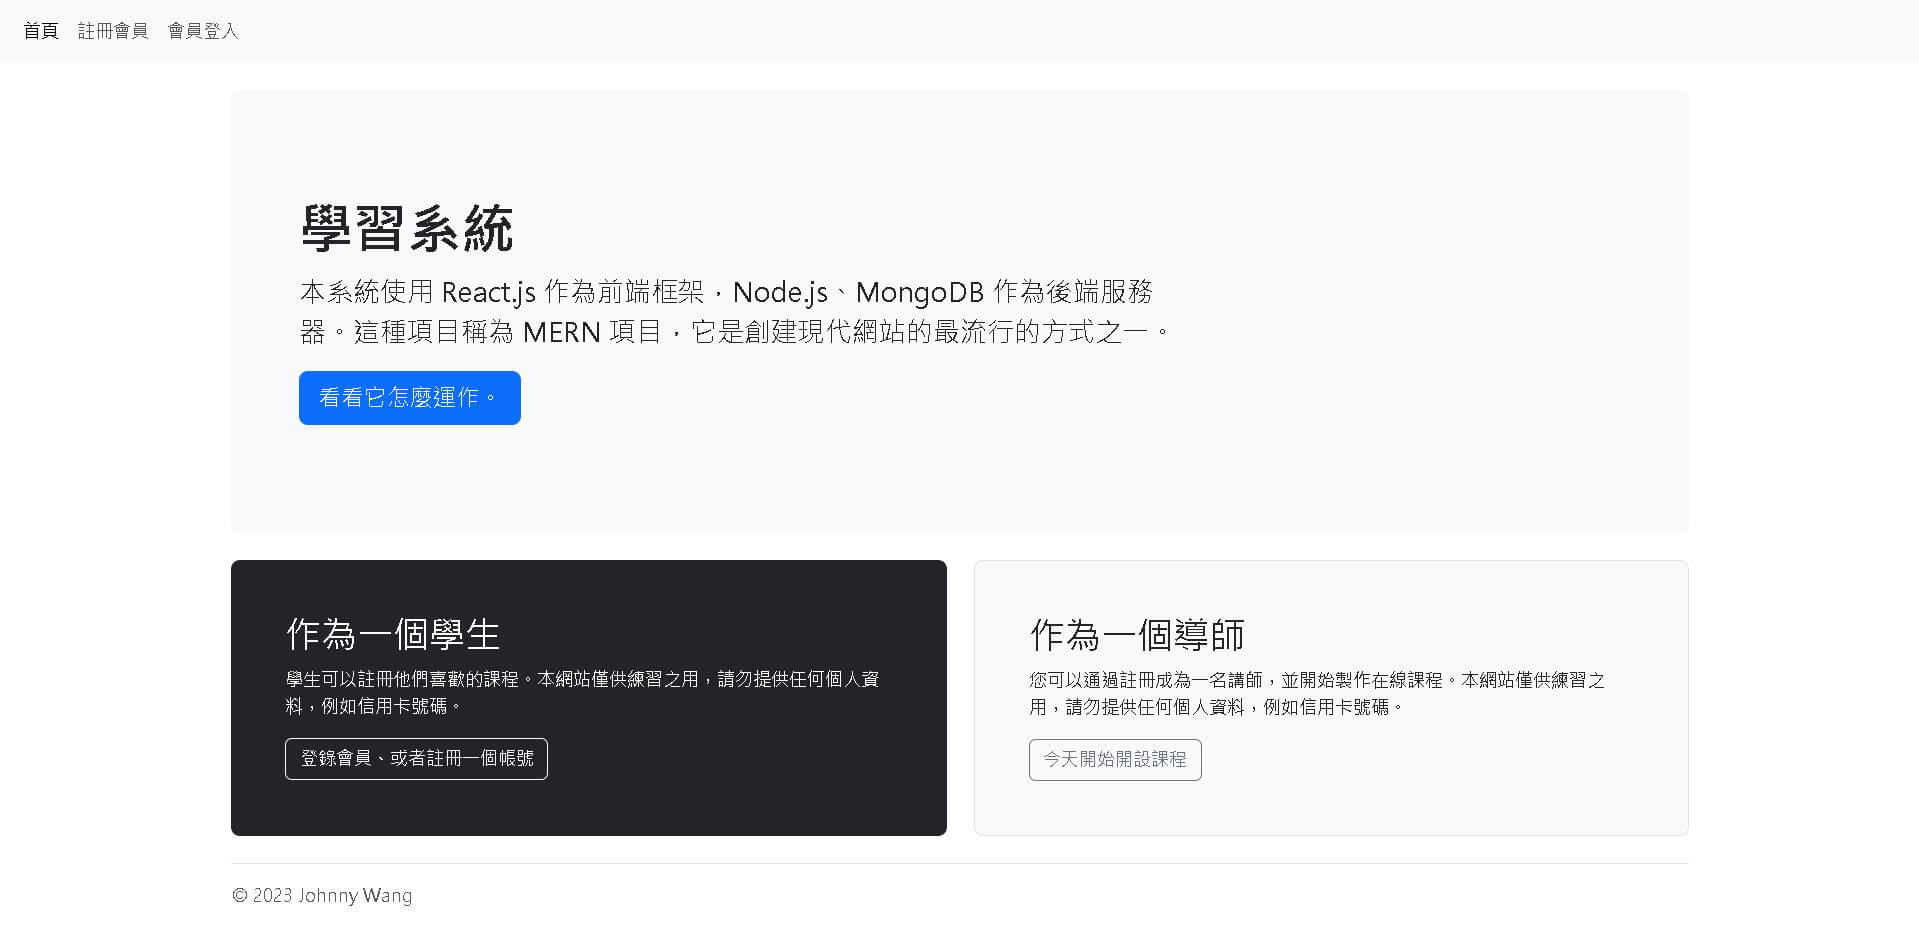 首頁 註冊會員 會員登入
學習系統
本系統使用 React.js 作為前端框架，Node.js、MongoDB 作為後端服務
器。這種項目稱為 MERN 項目，它是創建現代網站的最流行的方式之一。
看看它怎麼運作。
作為一個學生
學生可以註冊他們喜歡的課程。本網站僅供練習之用，請勿提供任何個人資
料，例如信用卡號碼。
登錄會員、或者註冊一個帳號
作為一個導師
您可以通過註冊成為一名講師，並開始製作在線課程。本網站僅供練習之
用，請勿提供任何個人資料，例如信用卡號碼。
今天開始開設課程
© 2023 Johnny Wang